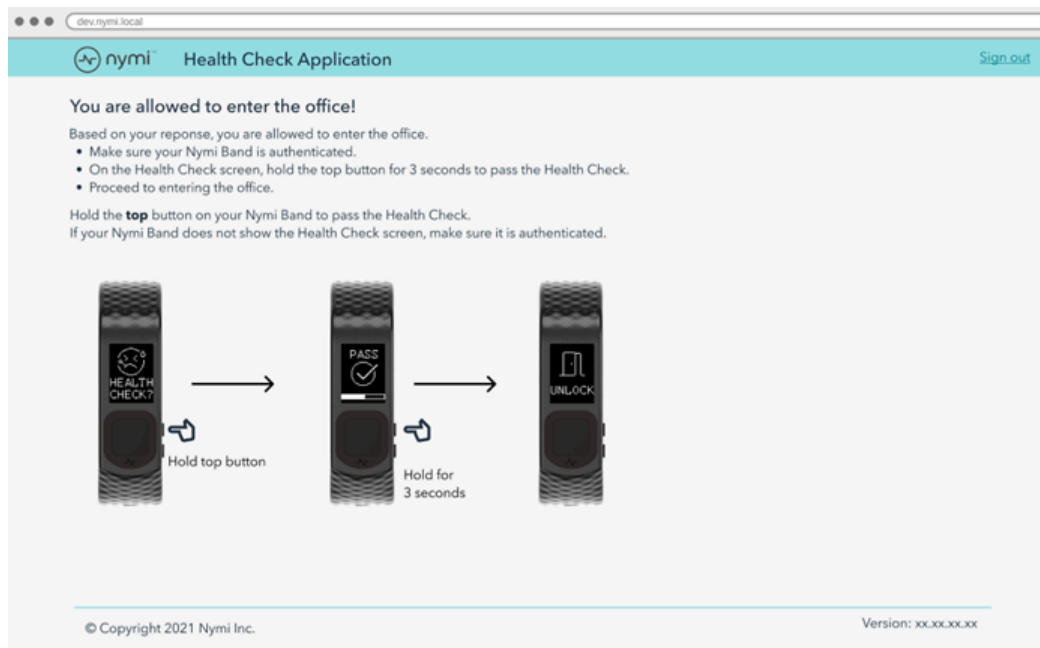 dev.nymi.local
nymi™ Health Check Application Sign out
You are allowed to enter the office!
Based on your reponse, you are allowed to enter the office.
• Make sure your Nymi Band is authenticated.
• On the Health Check screen, hold the top button for 3 seconds to pass the Health Check.
• Proceed to entering the office.
Hold the top button on your Nymi Band to pass the Health Check.
If your Nymi Band does not show the Health Check screen, make sure it is authenticated.
HEALTH
CHECK?
Hold top button
PASS
Hold for
3 seconds
UNLOCK
© Copyright 2021 Nymi Inc. Version: xx.xx.xx.xx